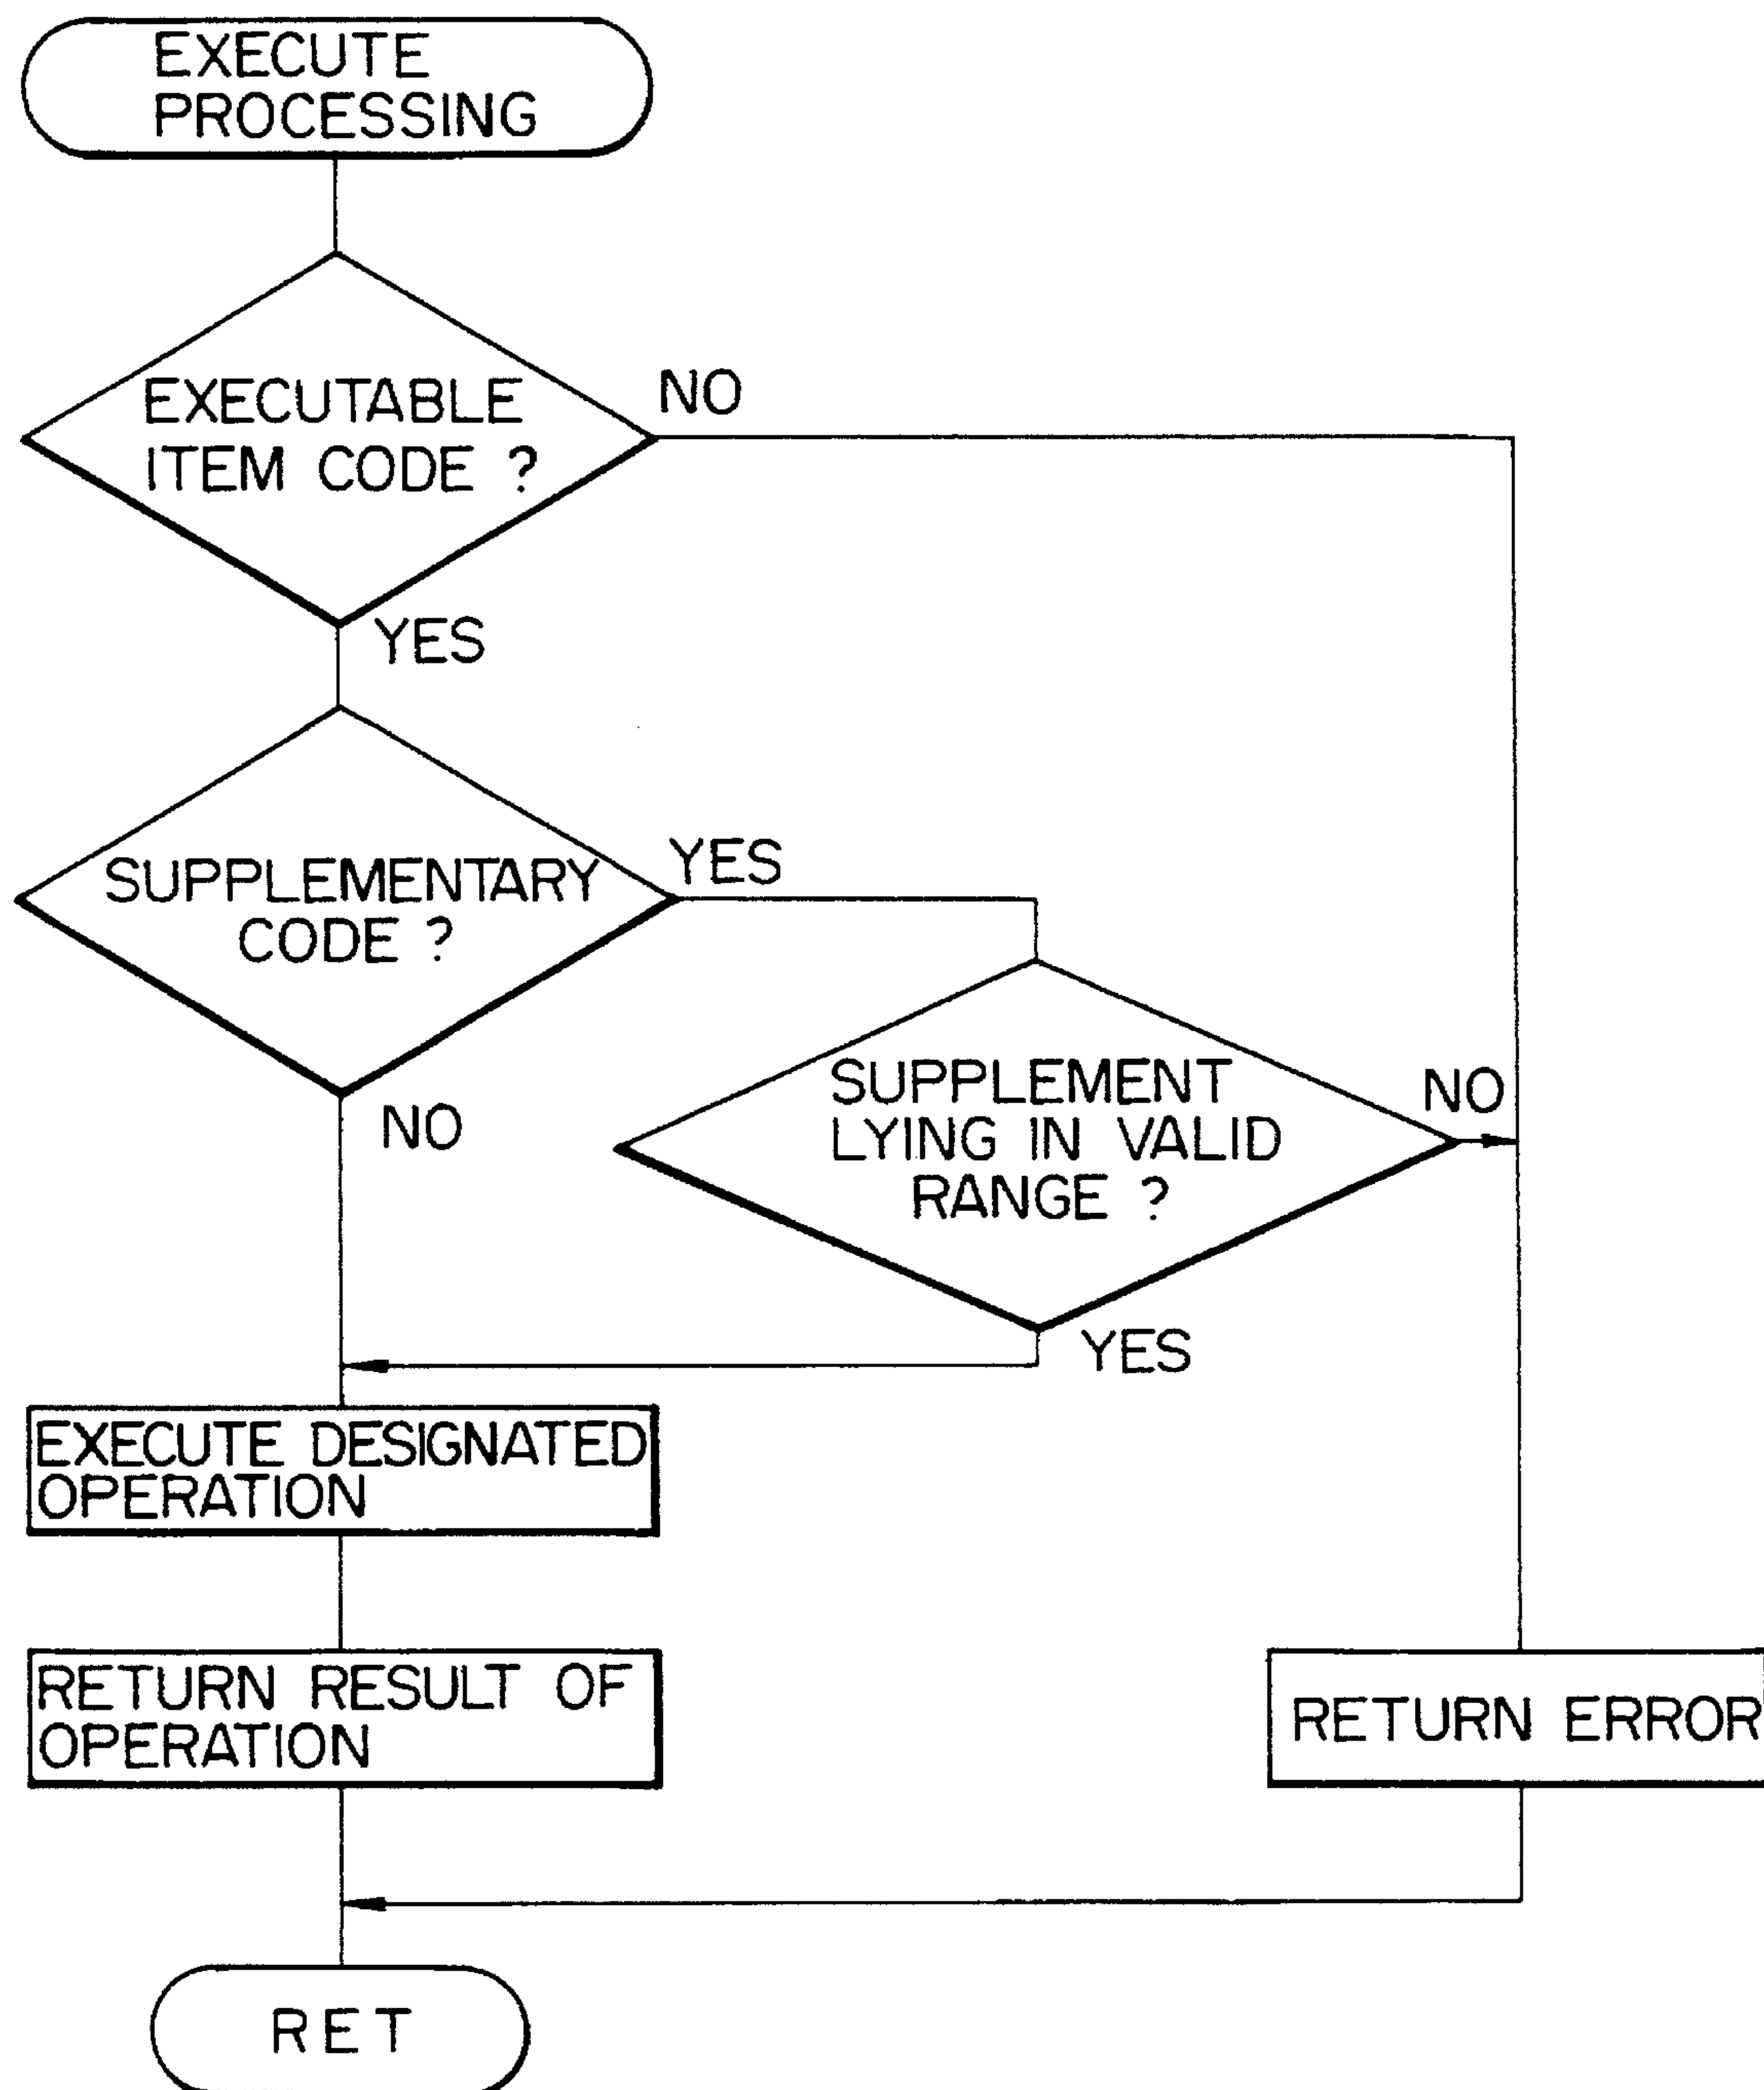 EXECUTE
PROCESSING
EXECUTABLE
ITEM CODE ?
NO
YES
SUPPLEMENTARY
CODE ?
YES
NO
SUPPLEMENT
LYING IN VALID
RANGE ?
NO
YES
EXECUTE DESIGNATED
OPERATION
RETURN RESULT OF
OPERATION
RETURN ERROR
RET